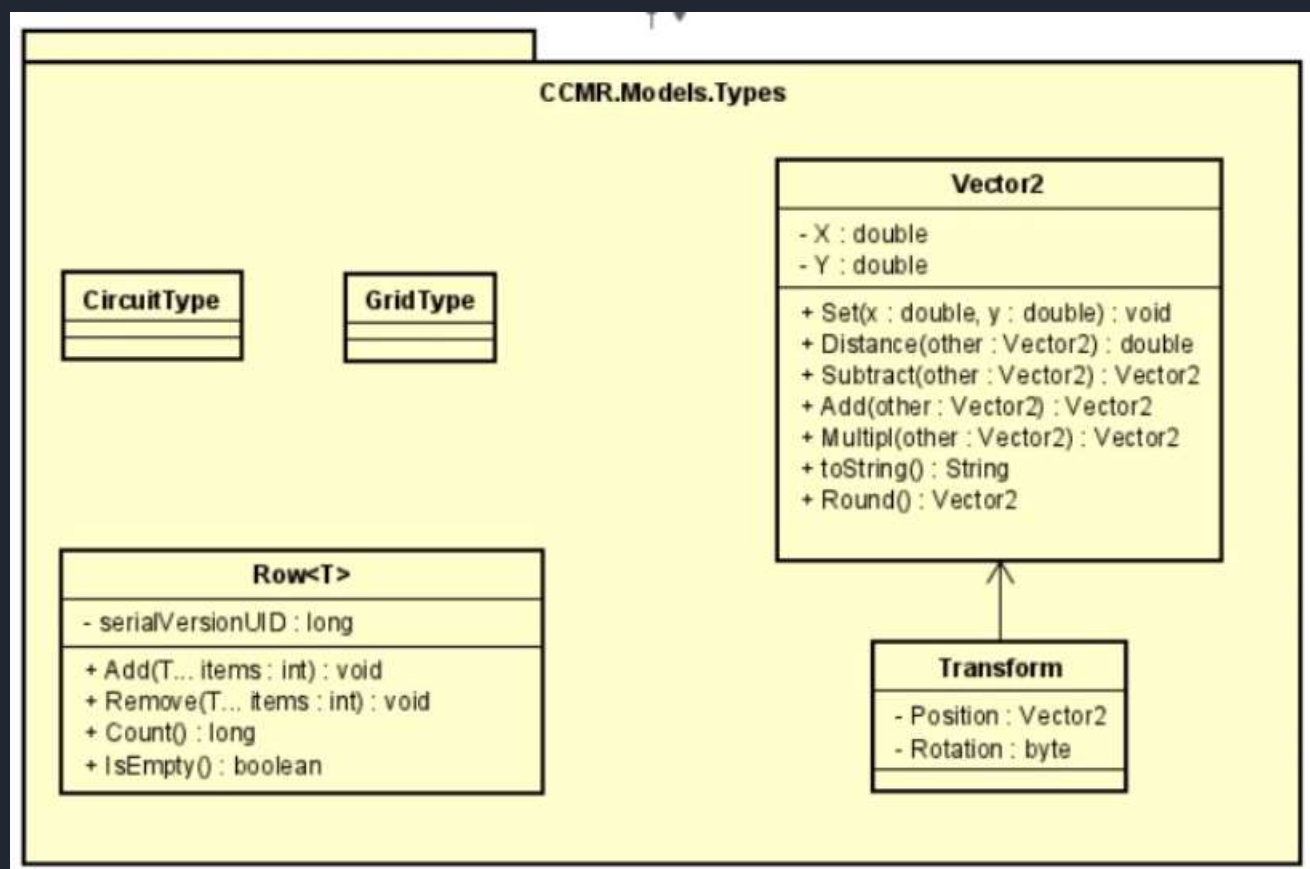 CCMR.Models.Types
Vector2
- X : double
- Y : double
+ Set(x : double, y : double) : void
+ Distance(other : Vector2) : double
+ Subtract(other : Vector2) : Vector2
+ Add(other : Vector2) : Vector2
+ Multipl(other : Vector2) : Vector2
+ toString() : String
+ Round() : Vector2
CircuitType
GridType
Row<T>
- serialVersionUID : long
+ Add(T... items : int) : void
+ Remove(T... items : int) : void
+ Count() : long
+ IsEmpty() : boolean
Transform
- Position : Vector2
- Rotation : byte